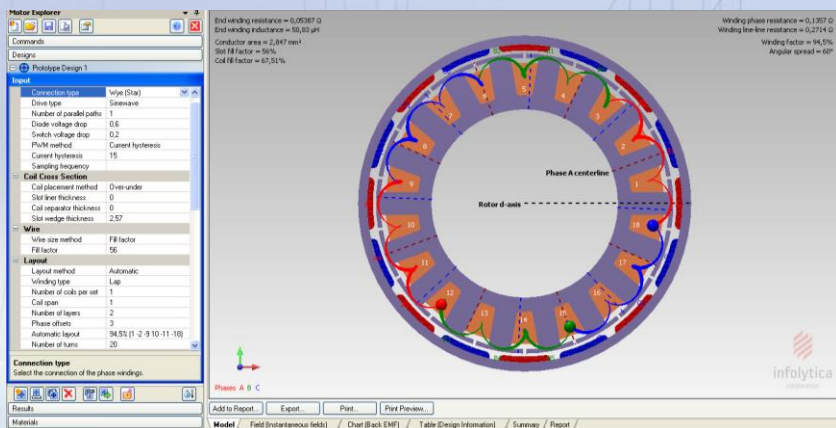 Motor Explorer
Commands
Designs
Prototype Design 1
Input
Connection type Wye (Star)
Drive type Sinewave
Number of parallel paths 1
Diode voltage drop 0,6
Switch voltage drop 0,2
PWM method Current hysteresis
Current hysteresis 15
Sampling frequency
Coil Cross Section
Coil placement method Over-under
Slot liner thickness 0
Coil separator thickness 0
Slot wedge thickness 2,57
Wire
Wire size method Fill factor
Fill factor 56
Layout
Layout method Automatic
Winding type Lap
Number of coils per set 1
Coil span 1
Number of layers 2
Phase offsets 3
Automatic layout 94,5% (1 -2 -9 10 -11 -18)
Number of turns 20
Connection type
Select the connection of the phase windings.
Results
Materials
End winding resistance = 0,05387 Ω
End winding inductance = 50,83 µH
Conductor area = 2,847 mm²
Slot fill factor = 56%
Coil fill factor = 67,51%
Winding phase resistance = 0,1357 Ω
Winding line-line resistance = 0,2714 Ω
Winding factor = 94,5%
Angular spread = 60°
5
6
4
7
3
8
2
Phase A centerline
9
1
Rotor d-axis
10
18
11
17
12
16
13
14
15
infolytica
corporation
Phases A B C
Add to Report...
Export...
Print...
Print Preview...
Model
Field (Instantaneous fields)
Chart (Back EMF)
Table (Design Information)
Summary
Report